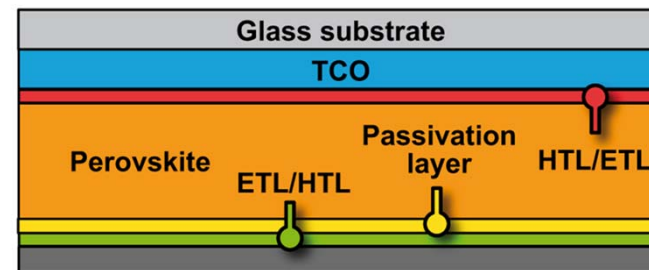 Glass substrate
TCO
Passivation
layer
Perovskite
HTL/ETL
ETL/HTL